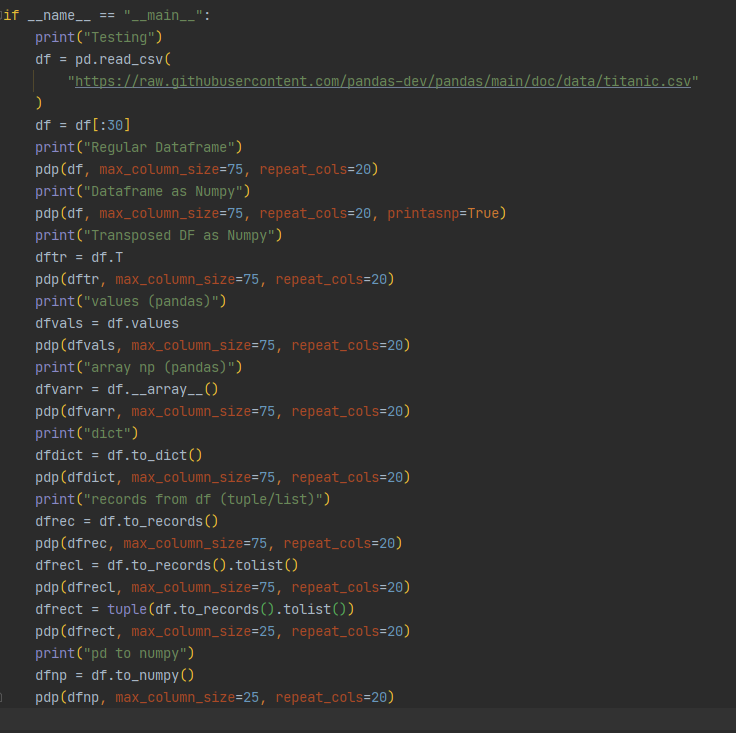 if __name__ == "__main__":
    print("Testing")
    df = pd.read_csv(
        "https://raw.githubusercontent.com/pandas-dev/pandas/main/doc/data/titanic.csv"
    )
    df = df[:30]
    print("Regular Dataframe")
    pdp(df, max_column_size=75, repeat_cols=20)
    print("Dataframe as Numpy")
    pdp(df, max_column_size=75, repeat_cols=20, printasnp=True)
    print("Transposed DF as Numpy")
    dftr = df.T
    pdp(dftr, max_column_size=75, repeat_cols=20)
    print("values (pandas)")
    dfvals = df.values
    pdp(dfvals, max_column_size=75, repeat_cols=20)
    print("array np (pandas)")
    dfvarr = df.__array__()
    pdp(dfvarr, max_column_size=75, repeat_cols=20)
    print("dict")
    dfdict = df.to_dict()
    pdp(dfdict, max_column_size=75, repeat_cols=20)
    print("records from df (tuple/list)")
    dfrec = df.to_records()
    pdp(dfrec, max_column_size=75, repeat_cols=20)
    dfrecl = df.to_records().tolist()
    pdp(dfrecl, max_column_size=75, repeat_cols=20)
    dfrect = tuple(df.to_records().tolist())
    pdp(dfrect, max_column_size=25, repeat_cols=20)
    print("pd to numpy")
    dfnp = df.to_numpy()
    pdp(dfnp, max_column_size=25, repeat_cols=20)